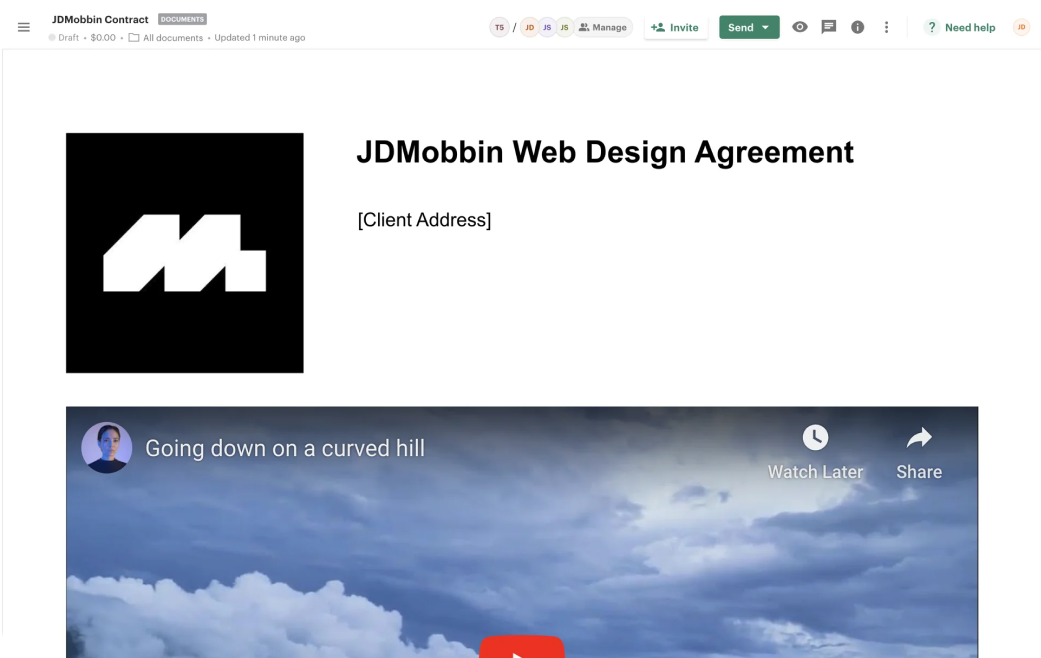 JDMobbin Contract DOCUMENTS
Draft • $0.00 • All documents • Updated 1 minute ago
T5 / JD JS JS Manage
Invite
Send
? Need help
JD
JDMobbin Web Design Agreement
[Client Address]
Going down on a curved hill
Watch Later
Share